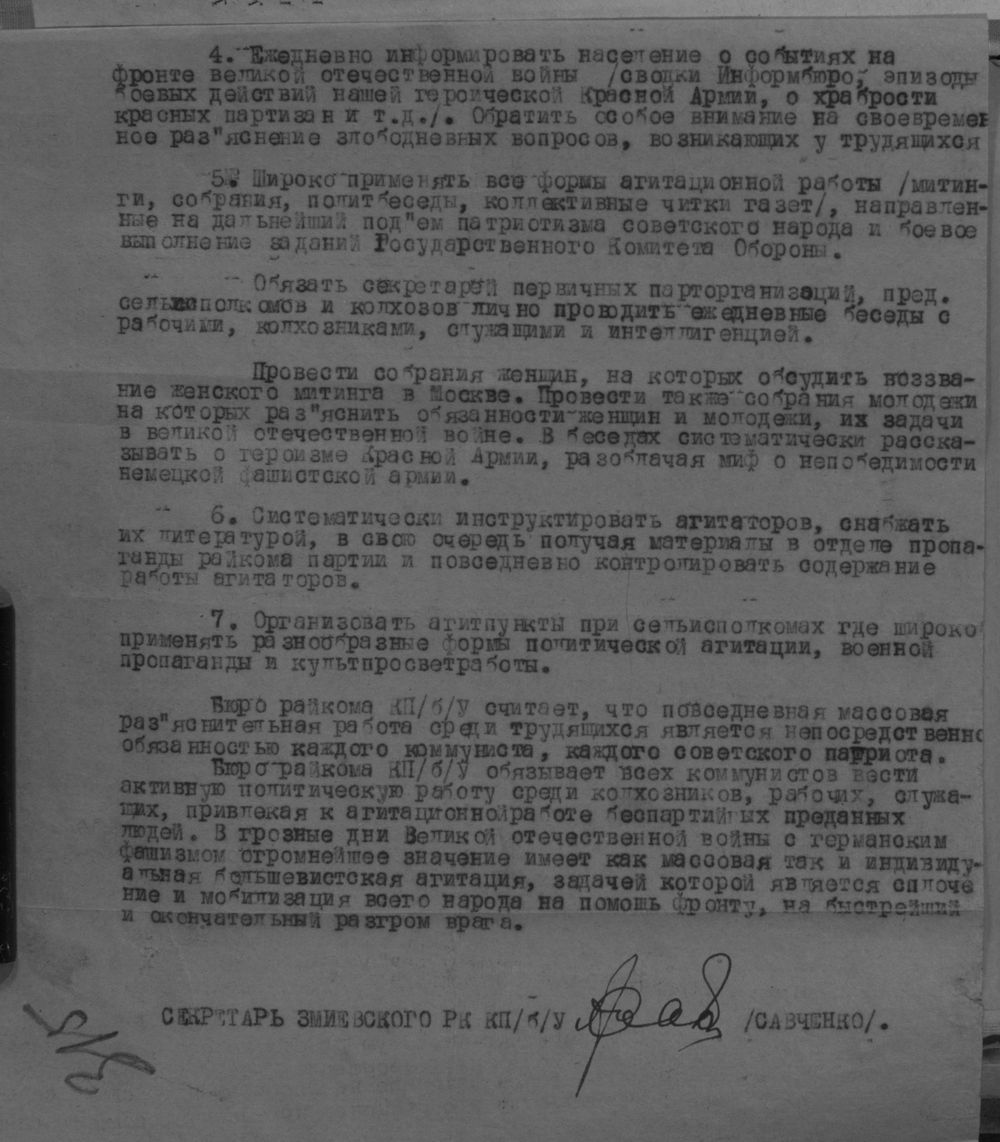 4. Ежедневно информировать население о событиях на
фронте великой отечественной войны /сводки Информбюро, эпизоды
боевых действий нашей героической Красной Армии, о храбрости
красных партизан и т.д./. Обратить особое внимание на своевремен
ное раз"яснение злободневных вопросов, возникающих у трудящихся
5. Широко применять все формы агитационной работы /митин-
ги, собрания, политбеседы, коллективные читки газет/, направлен-
ные на дальнейший под"ем патриотизма советского народа и боевое
выполнение заданий Государственного Комитета Обороны.
Обязать секретарей первичных парторганизаций, пред.
сельисполкомов и колхозов лично проводить ежедневные беседы с
рабочими, колхозниками, служащими и интеллигенцией.
Провести собрания женщин, на которых обсудить воззва-
ние женского митинга в Москве. Провести также собрания молодежи
на которых раз"яснить обязанности женщин и молодежи, их задачи
в великой отечественной войне. В беседах систематически расска-
зывать о героизме Красной Армии, разоблачая миф о непобедимости
немецкой фашистской армии.
6. Систематически инструктировать агитаторов, снабжать
их литературой, в свою очередь получая материалы в отделе пропа-
ганды райкома партии и повседневно контролировать содержание
работы агитаторов.
7. Организовать агитпункты при сельисполкомах где широко
применять разнообразные формы политической агитации, военной
пропаганды и культпросветработы.
Бюро райкома КП/б/У считает, что повседневная массовая
раз"яснительная работа среди трудящихся является непосредственно
обязанностью каждого коммуниста, каждого советского патриота.
Бюро райкома КП/б/У обязывает всех коммунистов вести
активную политическую работу среди колхозников, рабочих, служа-
щих, привлекая к агитационнойработе беспартийных преданных
людей. В грозные дни Великой отечественной войны с германским
фашизмом огромнейшее значение имеет как массовая так и индивиду-
альная большевистская агитация, задачей которой является сплоче
ние и мобилизация всего народа на помощь фронту, на быстрейший
и окончательный разгром врага.
СЕКРЕТАРЬ ЗМИЕВСКОГО РК КП/б/У /САВЧЕНКО/.